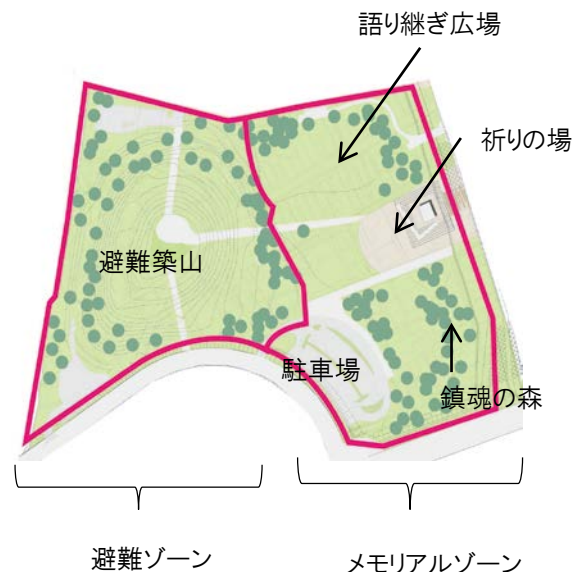 語り継ぎ広場
祈りの場
避難築山
駐車場
鎮魂の森
避難ゾーン
メモリアルゾーン